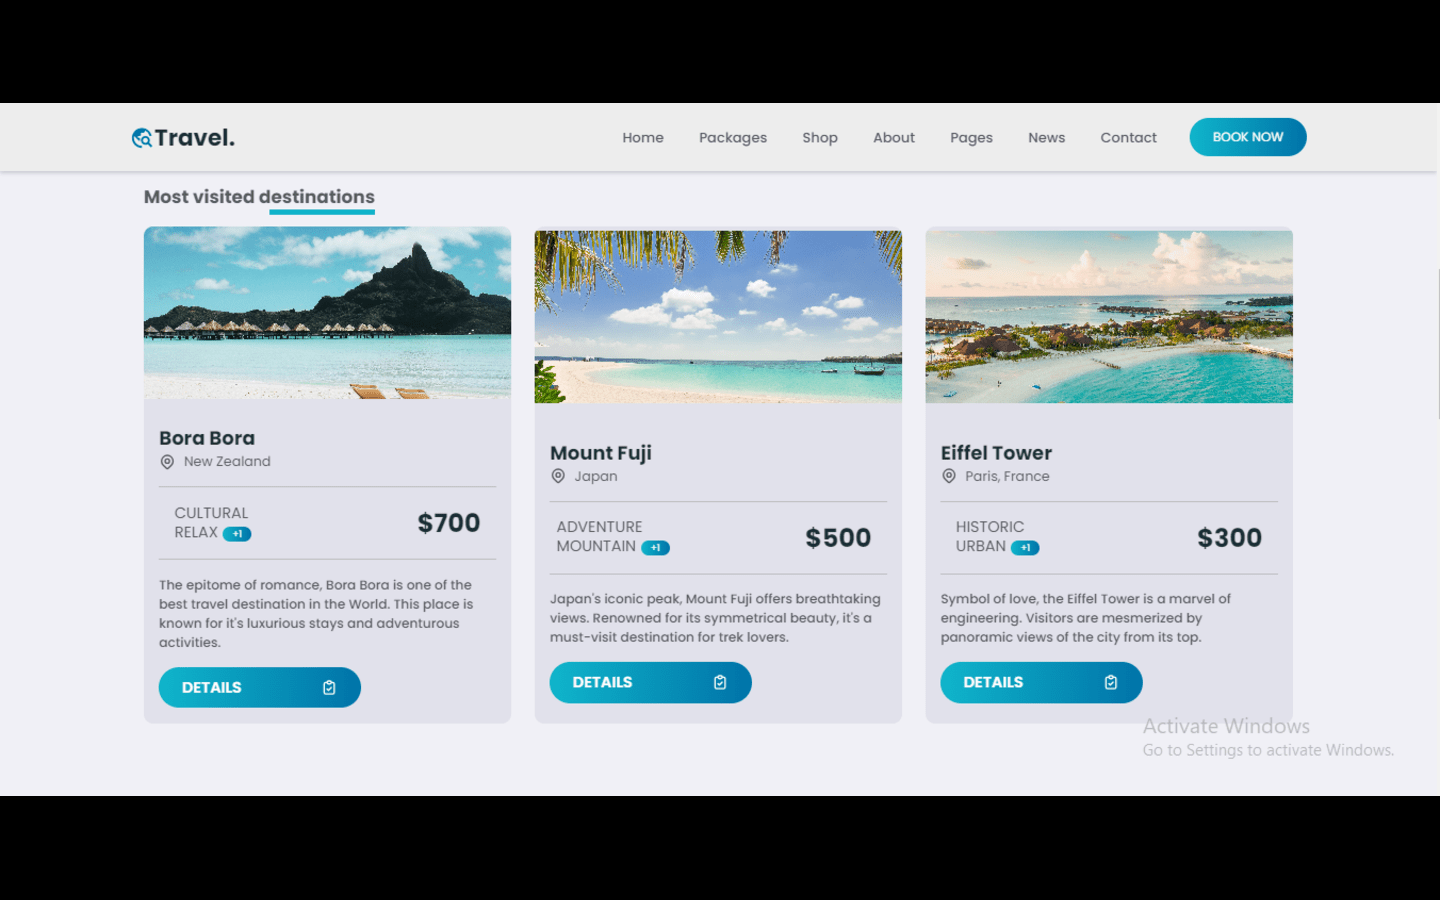 Travel.
Home Packages Shop About Pages News Contact BOOK NOW
Most visited destinations
Bora Bora
New Zealand
CULTURAL
RELAX +1
$700
The epitome of romance, Bora Bora is one of the
best travel destination in the World. This place is
known for it's luxurious stays and adventurous
activities.
DETAILS
Mount Fuji
Japan
ADVENTURE
MOUNTAIN +1
$500
Japan's iconic peak, Mount Fuji offers breathtaking
views. Renowned for its symmetrical beauty, it's a
must-visit destination for trek lovers.
DETAILS
Eiffel Tower
Paris, France
HISTORIC
URBAN +1
$300
Symbol of love, the Eiffel Tower is a marvel of
engineering. Visitors are mesmerized by
panoramic views of the city from its top.
DETAILS
Activate Windows
Go to Settings to activate Windows.